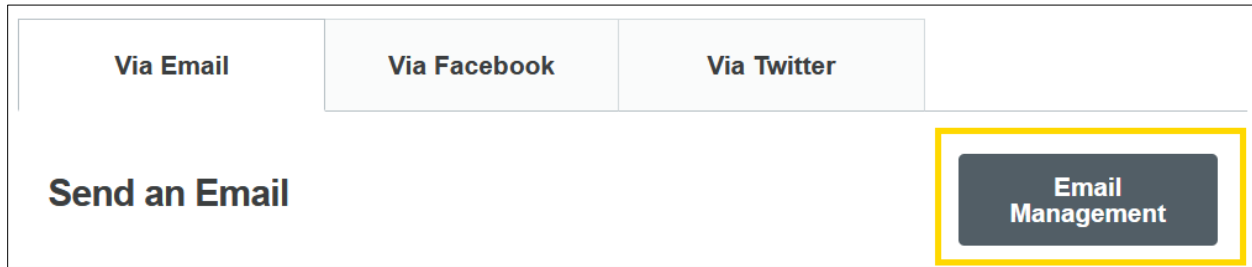 Via Email
Via Facebook
Via Twitter
Send an Email
Email
Management